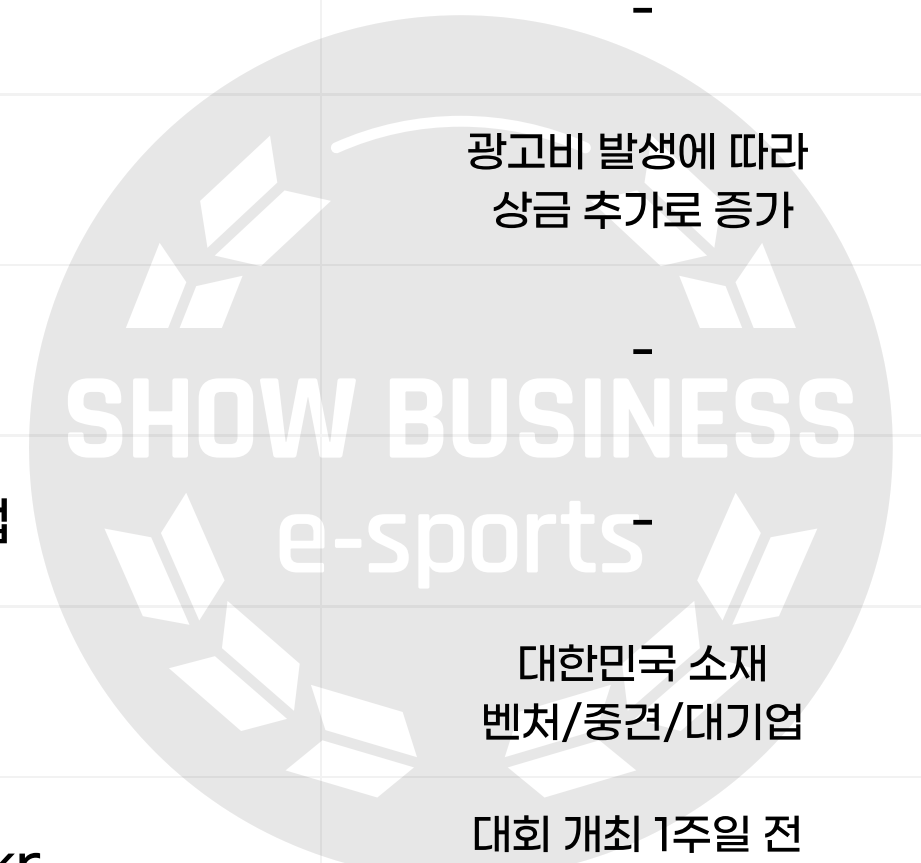 -
광고비 발생에 따라
상금 추가로 증가
-
SHOW BUSINESS
e-sports
-
대한민국 소재
벤처/중견/대기업
대회 개최 1주일 전